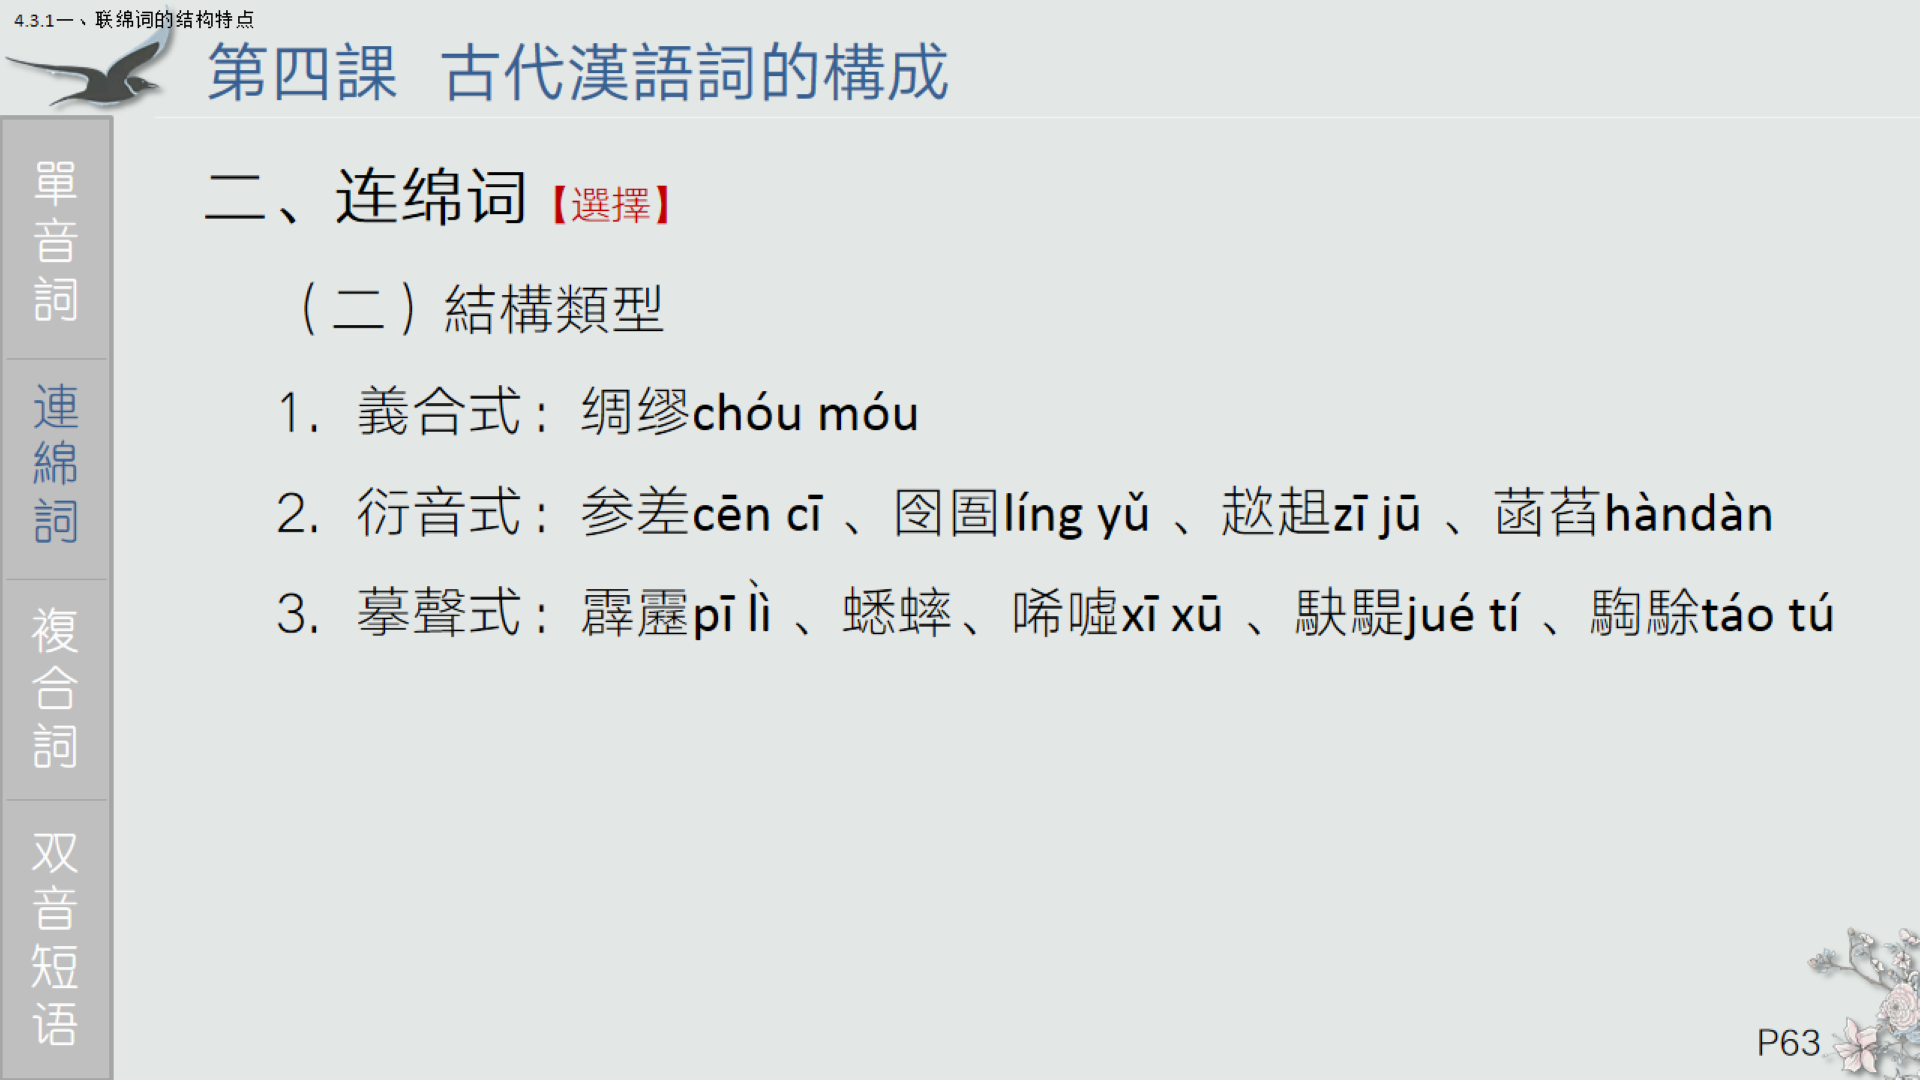 4.3.1一、联绵词的结构特点
第四課 古代漢語詞的構成
單音詞
連綿詞
複合詞
双音短语
二、连绵词【選擇】
（二）結構類型
1. 義合式：绸缪chóu móu
2. 衍音式：参差cēn cī 、囹圄líng yǔ 、趑趄zī jū 、菡萏hàndàn
3. 摹聲式：霹靂pī lì 、蟋蟀、唏嘘xī xū 、駃騠jué tí 、騊駼táo tú
P63